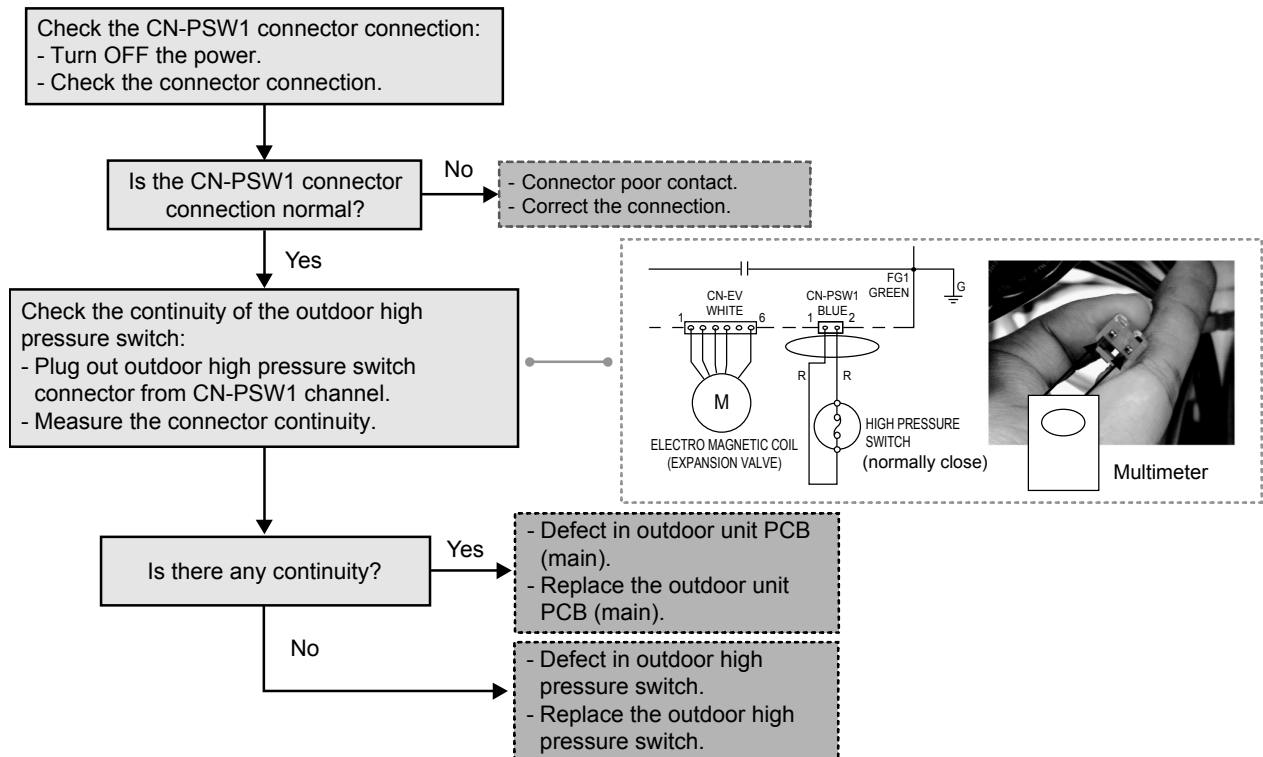 Check the CN-PSW1 connector connection:
- Turn OFF the power.
- Check the connector connection.
Is the CN-PSW1 connector
connection normal?
No
- Connector poor contact.
- Correct the connection.
Yes
Check the continuity of the outdoor high
pressure switch:
- Plug out outdoor high pressure switch
connector from CN-PSW1 channel.
- Measure the connector continuity.
FG1
GREEN
G
CN-EV
WHITE
1
6
CN-PSW1
BLUE
1
2
R
R
M
ELECTRO MAGNETIC COIL
(EXPANSION VALVE)
HIGH PRESSURE
SWITCH
(normally close)
Multimeter
Is there any continuity?
Yes
- Defect in outdoor unit PCB
(main).
- Replace the outdoor unit
PCB (main).
No
- Defect in outdoor high
pressure switch.
- Replace the outdoor high
pressure switch.